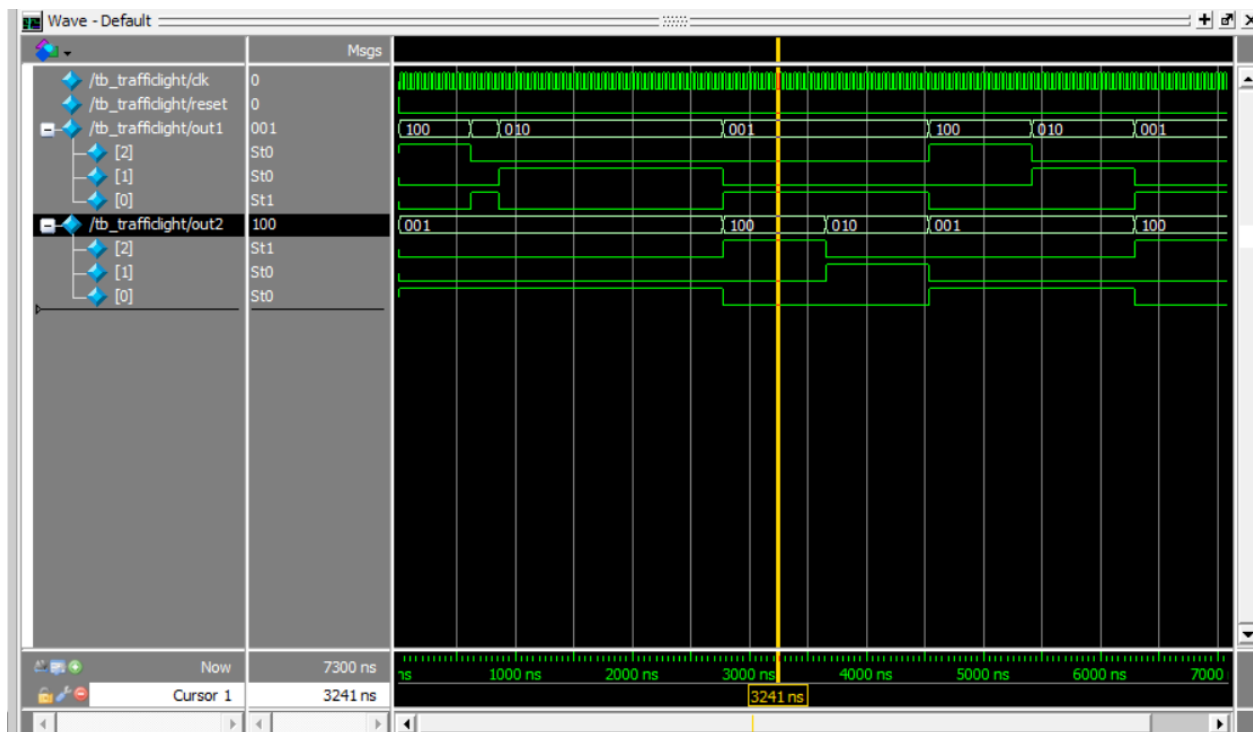 Wave - Default
Msgs
/tb_trafficlight/clk 0
/tb_trafficlight/reset 0
/tb_trafficlight/out1 001 100 010 001 100 010 001
[2] St0
[1] St0
[0] St1
/tb_trafficlight/out2 100 001 100 010 001 100
[2] St1
[1] St0
[0] St0
Now 7300 ns ns 1000 ns 2000 ns 3000 ns 4000 ns 5000 ns 6000 ns 7000
Cursor 1 3241 ns 3241 ns